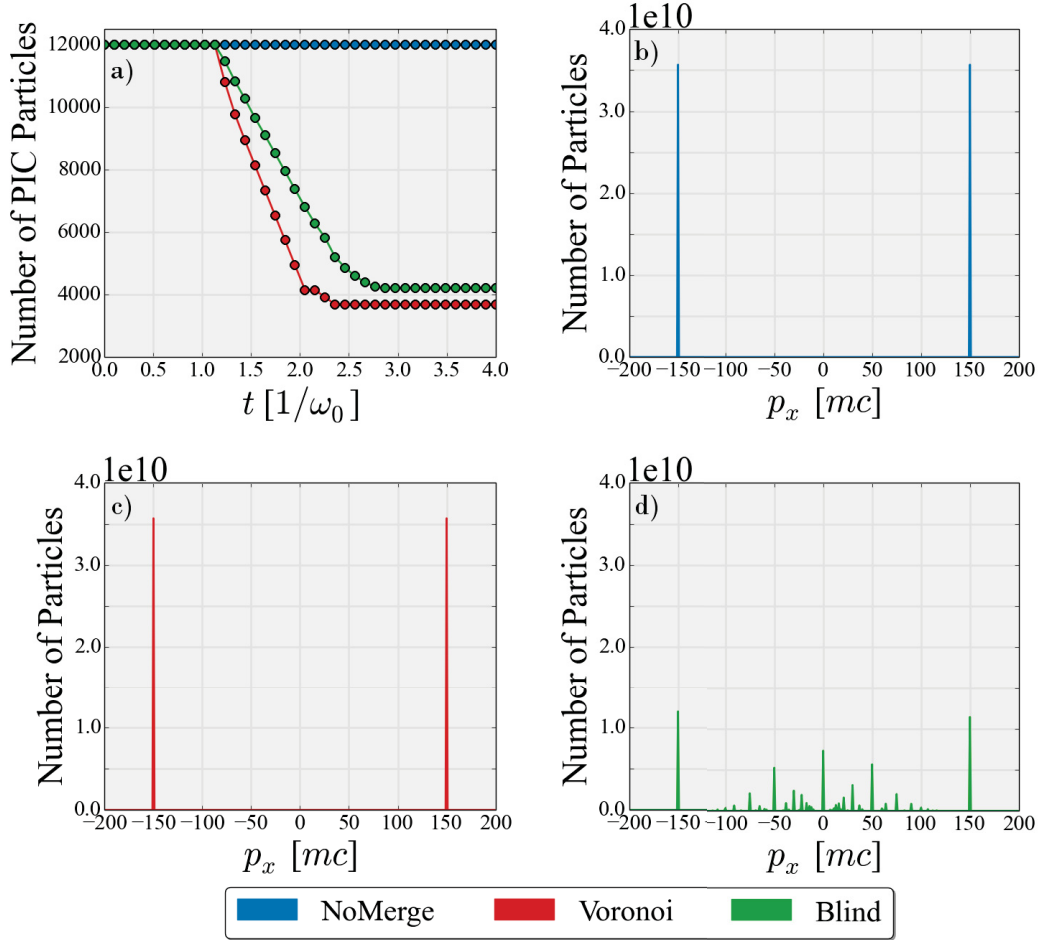 a)
Number of PIC Particles
12000
10000
8000
6000
4000
2000
0.0 0.5 1.0 1.5 2.0 2.5 3.0 3.5 4.0
t [1/ω₀]
1e10
b)
Number of Particles
4.0
3.0
2.0
1.0
0.0
−200 −150 −100 −50 0 50 100 150 200
pₓ [mc]
1e10
c)
Number of Particles
4.0
3.0
2.0
1.0
0.0
−200 −150 −100 −50 0 50 100 150 200
pₓ [mc]
1e10
d)
Number of Particles
4.0
3.0
2.0
1.0
0.0
−200 −150 −100 −50 0 50 100 150 200
pₓ [mc]
NoMerge Voronoi Blind